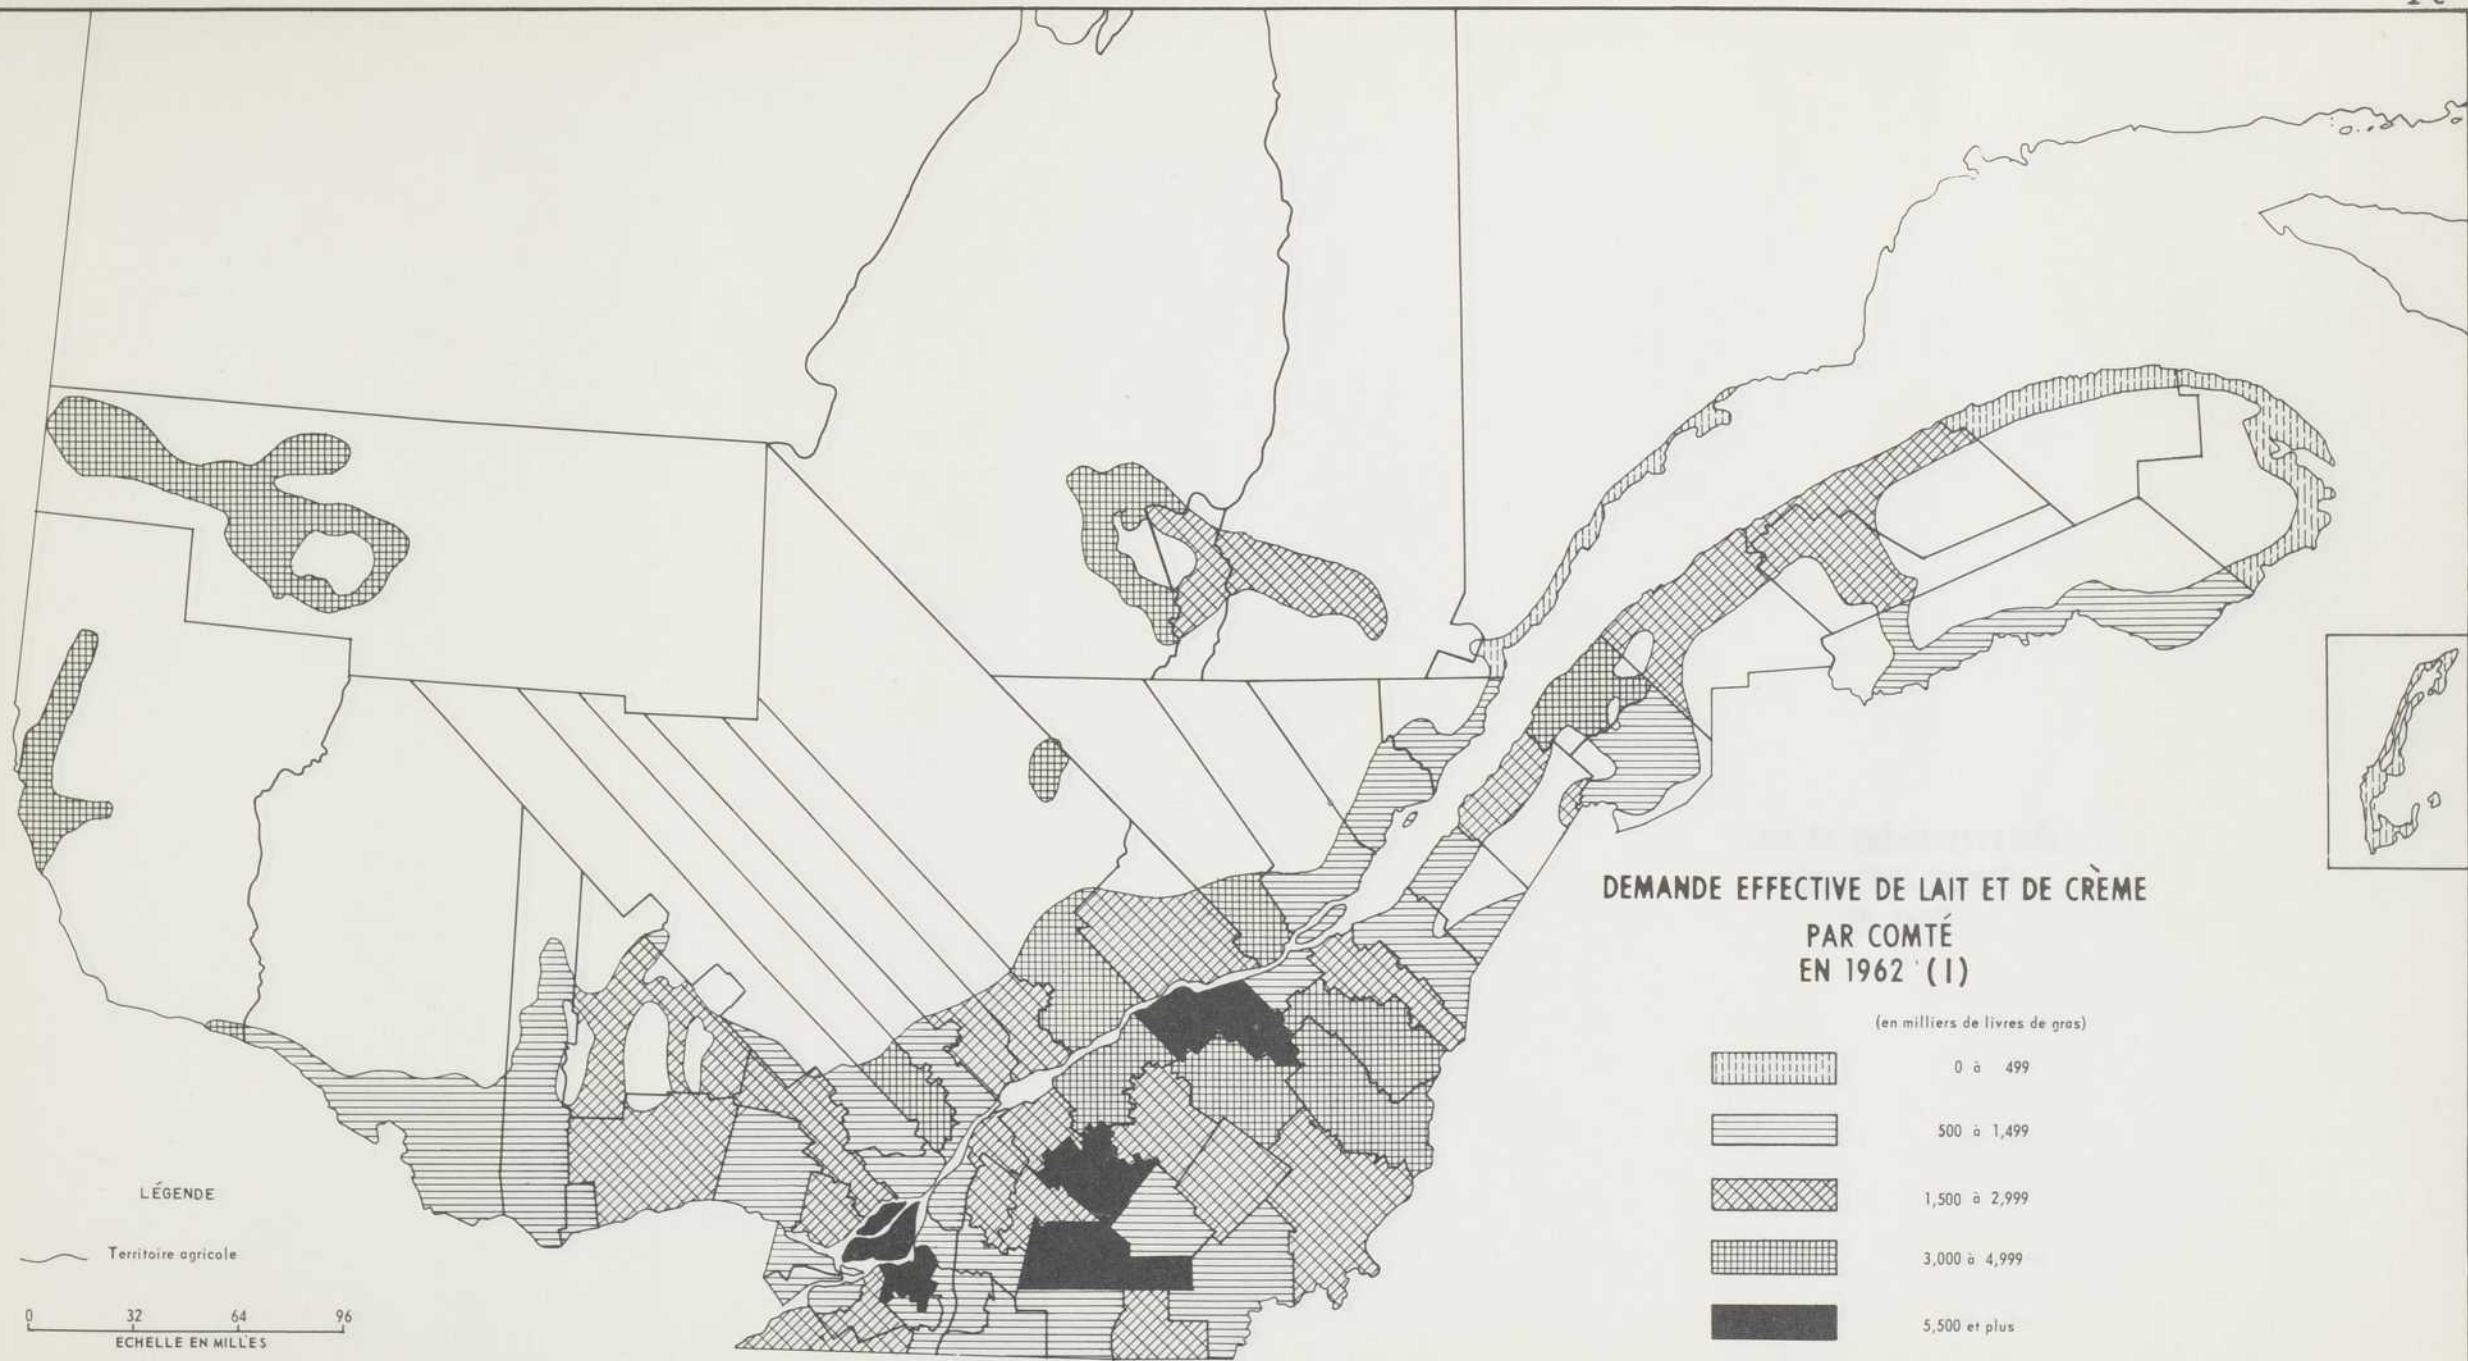 DEMANDE EFFECTIVE DE LAIT ET DE CRÈME
PAR COMTÉ
EN 1962 (I)
(en milliers de livres de gras)
0 à 499
500 à 1,499
1,500 à 2,999
3,000 à 4,999
5,500 et plus
LÉGENDE
Territoire agricole
0 32 64 96
ECHELLE EN MILLES